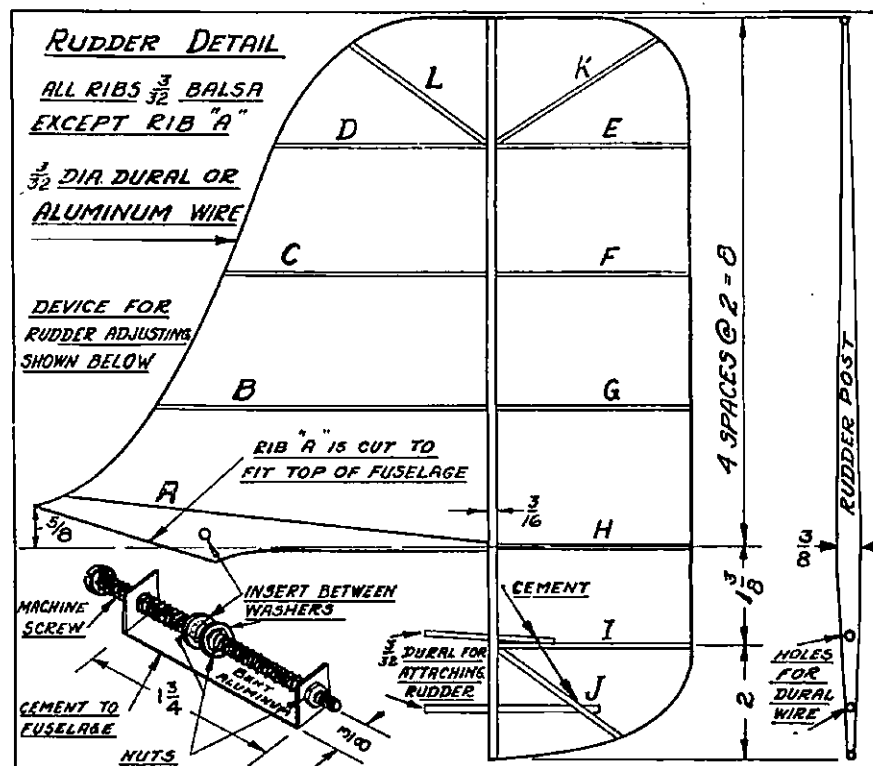 RUDDER DETAIL
ALL RIBS 3/32 BALSA
EXCEPT RIB "A"
3/32 DIA. DURAL OR
ALUMINUM WIRE
DEVICE FOR
RUDDER ADJUSTING
SHOWN BELOW
L
K
D
E
C
F
B
G
RIB "A" IS CUT TO
FIT TOP OF FUSELAGE
A
5/8
3/16
H
4 SPACES @ 2 = 8
RUDDER POST
3/8
1 3/8
2
INSERT BETWEEN
WASHERS
MACHINE
SCREW
BENT
ALUMINUM
1 3/4
3/8
CEMENT TO
FUSELAGE
NUTS
CEMENT
I
3/32 DURAL FOR
ATTACHING
RUDDER
J
HOLES
FOR
DURAL
WIRE